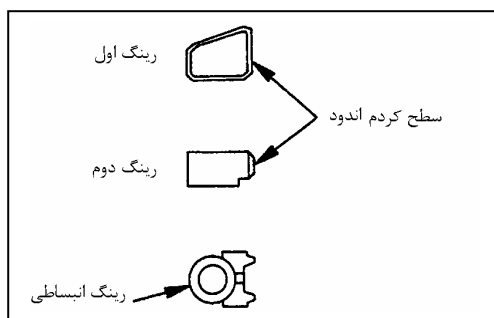 رینگ اول
سطح کردم اندود
رینگ دوم
رینگ انبساطی